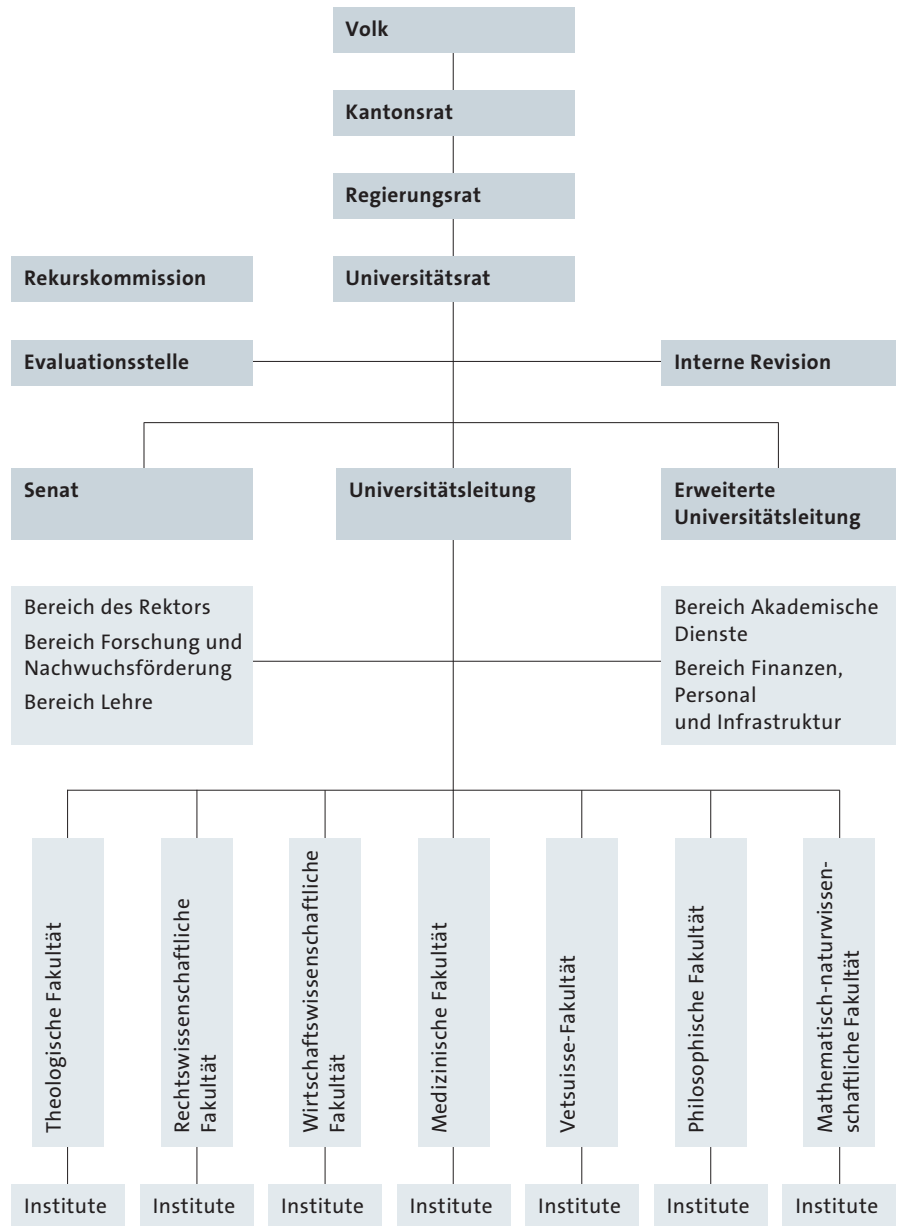 Volk
Kantonsrat
Regierungsrat
Rekurskommission
Universitätsrat
Evaluationsstelle
Interne Revision
Senat
Universitätsleitung
Erweiterte
Universitätsleitung
Bereich des Rektors
Bereich Forschung und
Nachwuchsförderung
Bereich Lehre
Bereich Akademische
Dienste
Bereich Finanzen,
Personal
und Infrastruktur
Theologische Fakultät
Rechtswissenschaftliche
Fakultät
Wirtschaftswissenschaftliche
Fakultät
Medizinische Fakultät
Vetsuisse-Fakultät
Philosophische Fakultät
Mathematisch-naturwissen-
schaftliche Fakultät
Institute
Institute
Institute
Institute
Institute
Institute
Institute